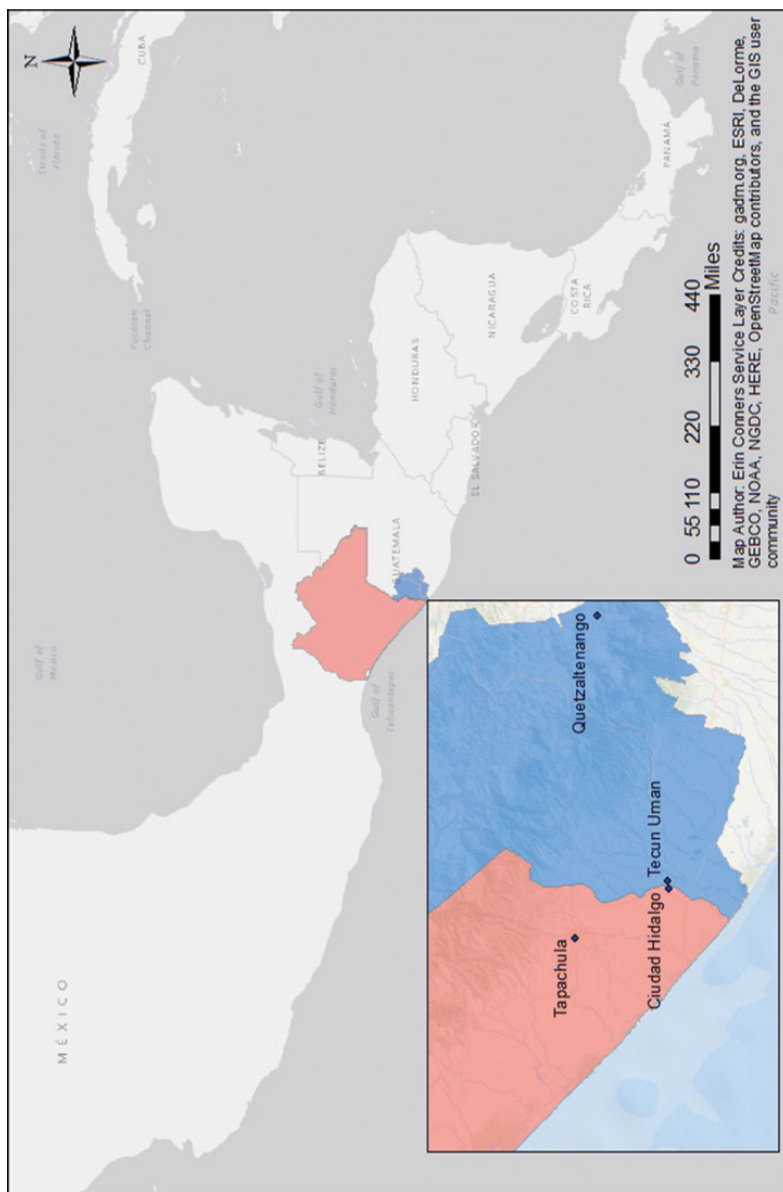 N
CUBA
Straits of
Florida
Gulf of
Mexico
Yucatan
Channel
MÉXICO
BELIZE
Gulf of
Honduras
GUATEMALA
HONDURAS
EL SALVADOR
NICARAGUA
COSTA
RICA
PANAMÁ
Gulf of
Panama
Gulf of
Tehuantepec
Pacific
Tapachula
Ciudad Hidalgo
Tecun Uman
Quetzaltenango
0 55 110 220 330 440
Miles
Map Author: Erin Conners Service Layer Credits: gadm.org, ESRI, DeLorme,
GEBCO, NOAA, NGDC, HERE, OpenStreetMap contributors, and the GIS user
community